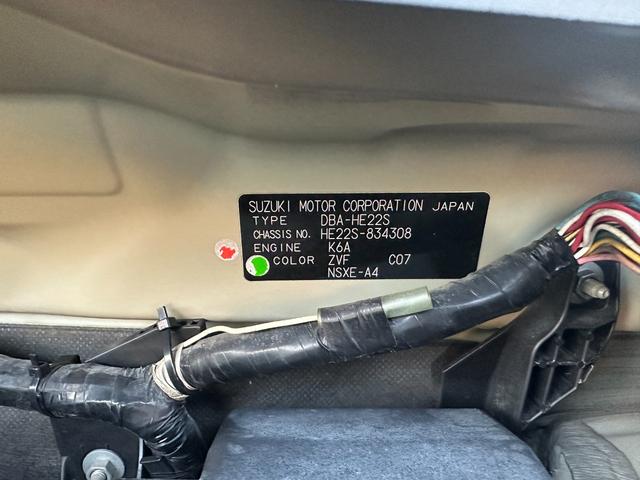 SUZUKI MOTOR CORPORATION JAPAN
TYPE DBA-HE22S
CHASSIS NO. HE22S-834308
ENGINE K6A
COLOR ZVF C07
NSXE-A4